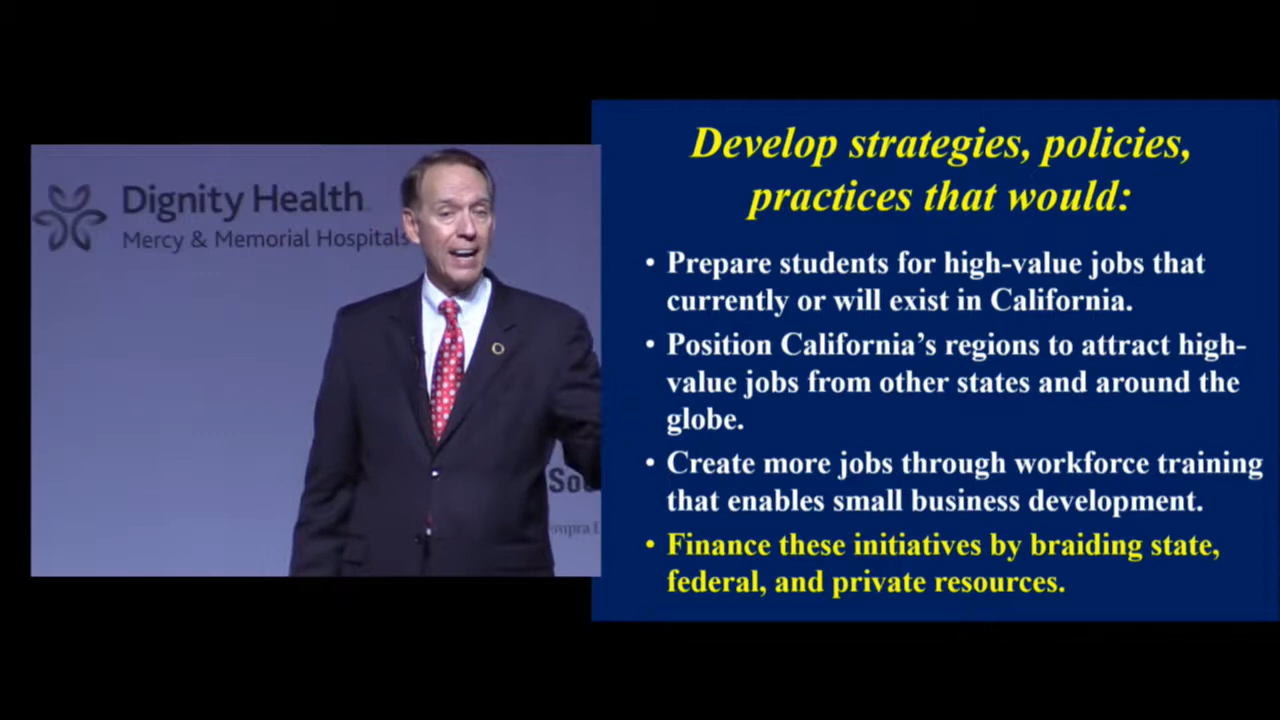 Dignity Health
Mercy & Memorial Hospitals
Develop strategies, policies,
practices that would:
• Prepare students for high-value jobs that
currently or will exist in California.
• Position California's regions to attract high-
value jobs from other states and around the
globe.
• Create more jobs through workforce training
that enables small business development.
• Finance these initiatives by braiding state,
federal, and private resources.